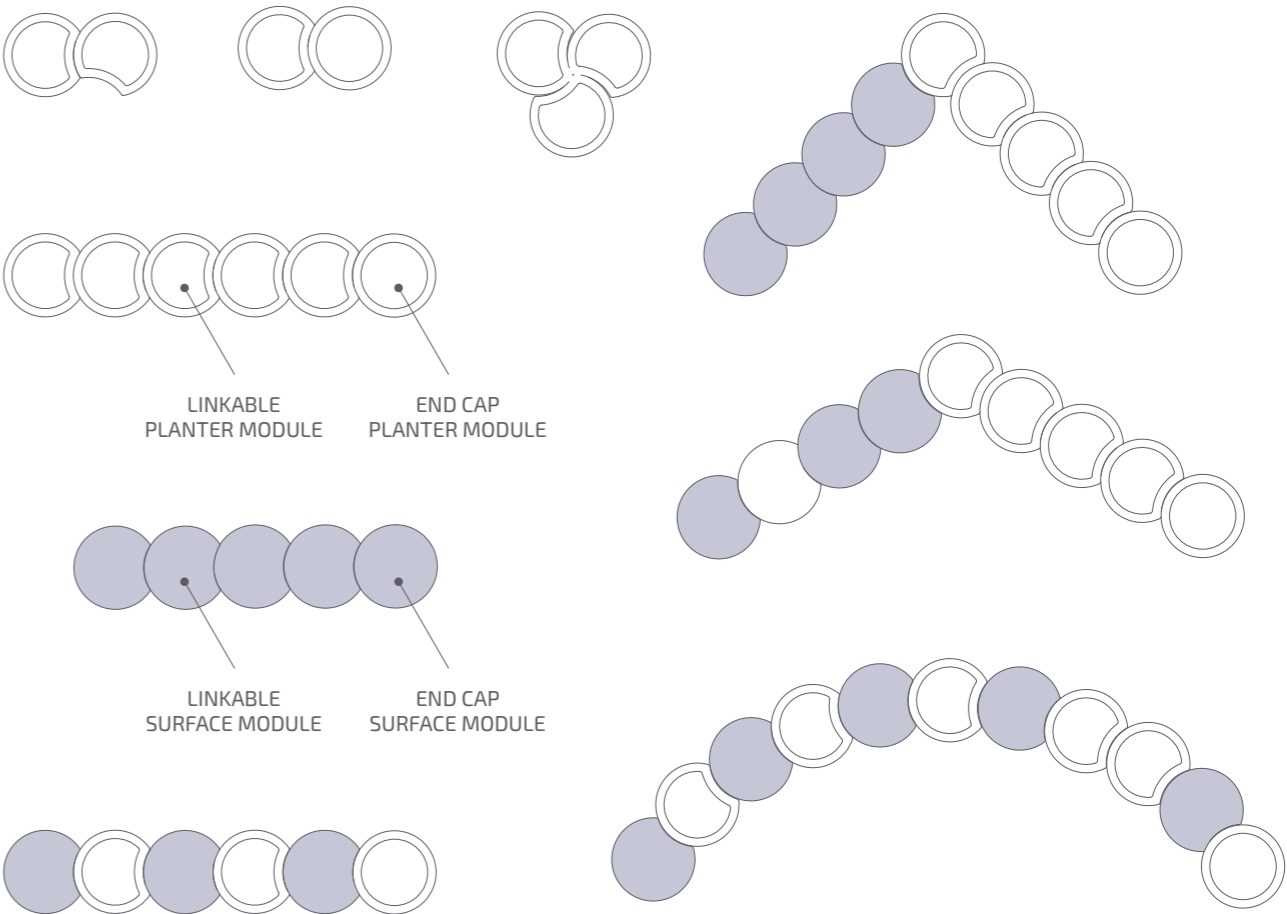 LINKABLE
PLANTER MODULE
END CAP
PLANTER MODULE
LINKABLE
SURFACE MODULE
END CAP
SURFACE MODULE